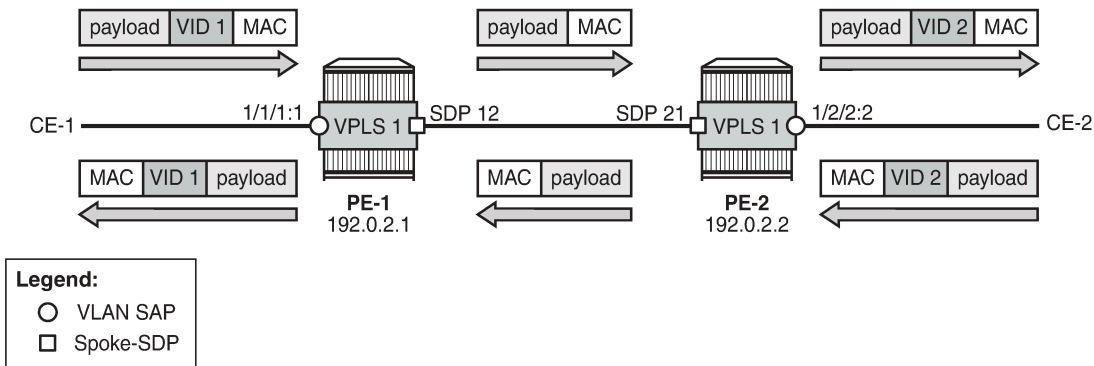 payload VID 1 MAC
payload MAC
payload VID 2 MAC
CE-1
1/1/1:1
VPLS 1
SDP 12
SDP 21
VPLS 1
1/2/2:2
CE-2
MAC VID 1 payload
MAC payload
MAC VID 2 payload
PE-1
192.0.2.1
PE-2
192.0.2.2
Legend:
VLAN SAP
Spoke-SDP